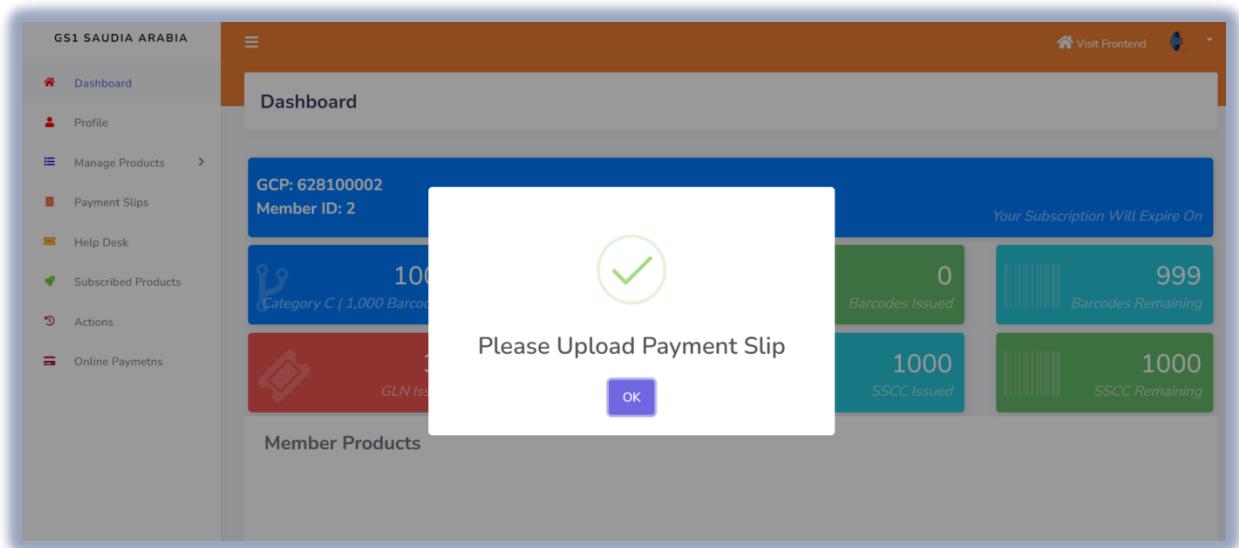 GS1 SAUDIA ARABIA
Visit Frontend
Dashboard
Profile
Manage Products
Payment Slips
Help Desk
Subscribed Products
Actions
Online Paymetns
Dashboard
GCP: 628100002
Member ID: 2
Your Subscription Will Expire On
Category C ( 1,000
0
Barcodes Issued
999
Barcodes Remaining
GLN
1000
SSCC Issued
1000
SSCC Remaining
Member Products
Please Upload Payment Slip
OK